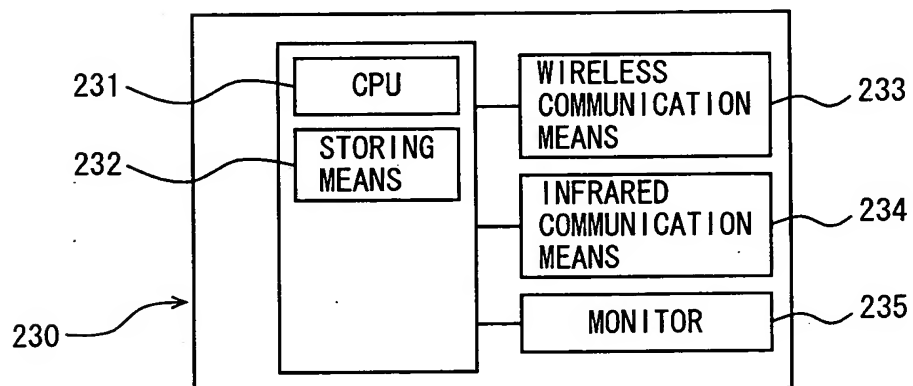 231
CPU
232
STORING
MEANS
WIRELESS
COMMUNICATION
MEANS
233
INFRARED
COMMUNICATION
MEANS
234
MONITOR
235
230